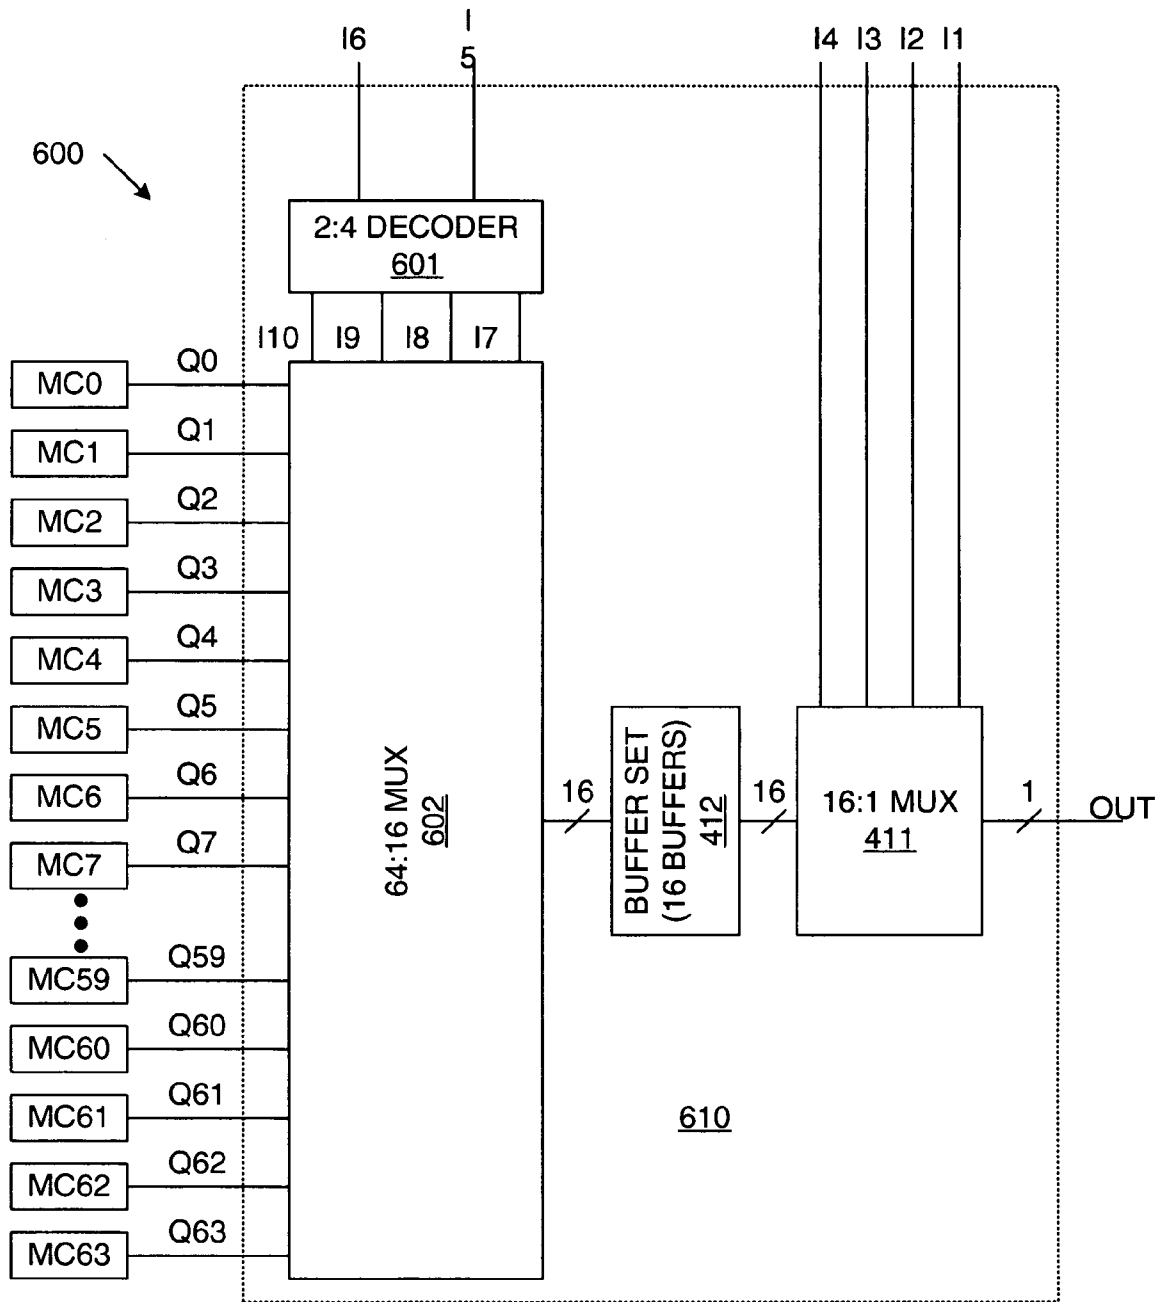 I
I6
5
I4
I3
I2
I1
600
2:4 DECODER
601
I10
I9
I8
I7
MC0
Q0
MC1
Q1
MC2
Q2
MC3
Q3
MC4
Q4
MC5
Q5
MC6
Q6
MC7
Q7
MC59
Q59
MC60
Q60
MC61
Q61
MC62
Q62
MC63
Q63
64:16 MUX
602
16
BUFFER SET
(16 BUFFERS)
412
16
16:1 MUX
411
1
OUT
610